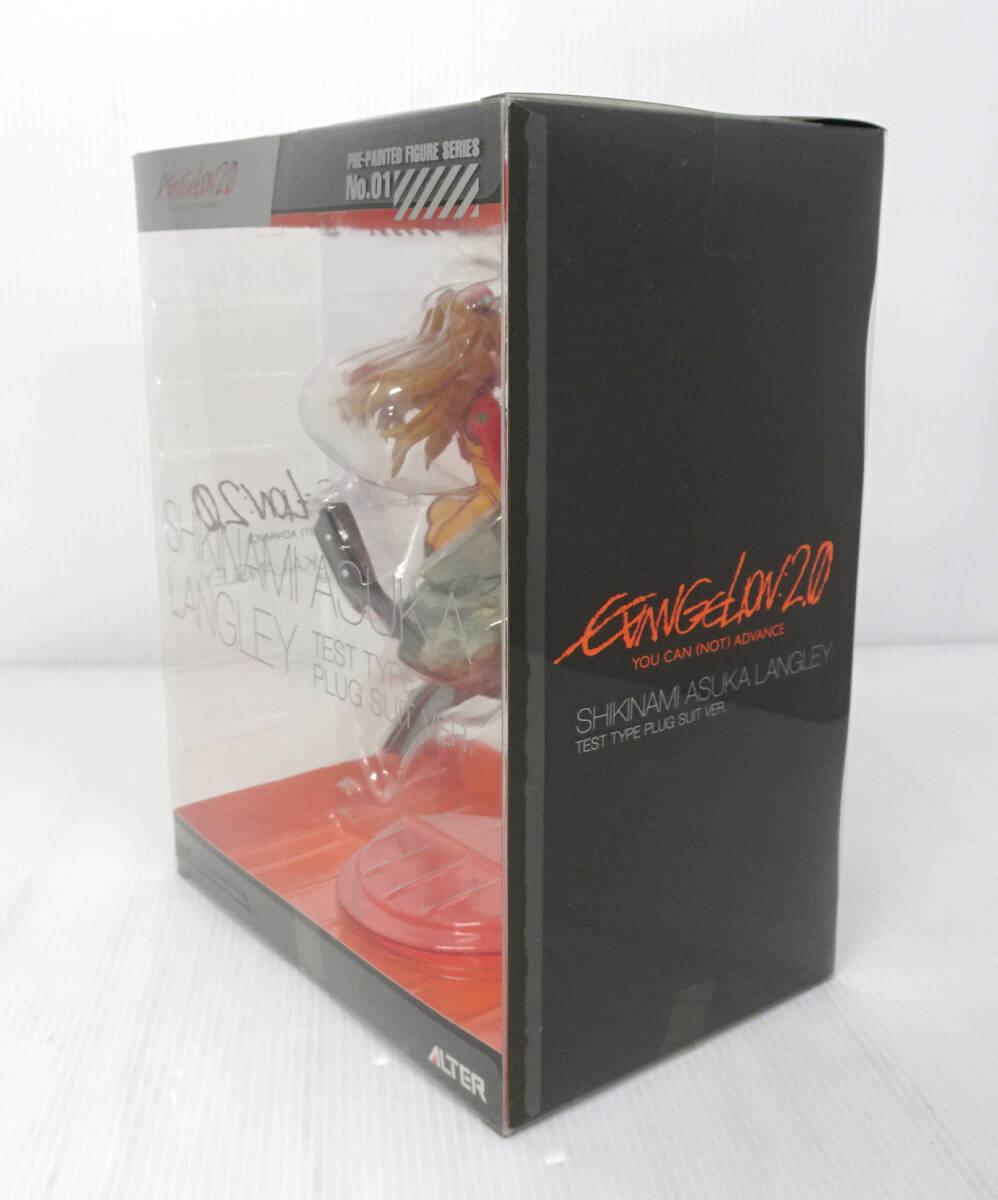 EVANGELION:2.0
PRE-PAINTED FIGURE SERIES
No.01
SHIKINAMI ASUKA
LANGLEY
TEST TYPE
PLUG SUIT VER.
ALTER
EVANGELION:2.0
YOU CAN (NOT) ADVANCE.
SHIKINAMI ASUKA LANGLEY
TEST TYPE PLUG SUIT VER.